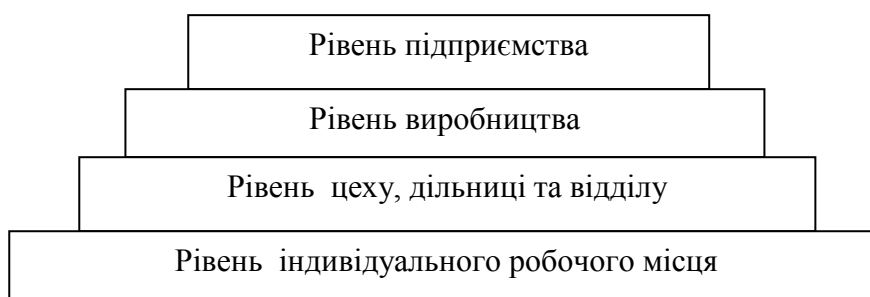 Рівень підприємства
Рівень виробництва
Рівень цеху, дільниці та відділу
Рівень індивідуального робочого місця